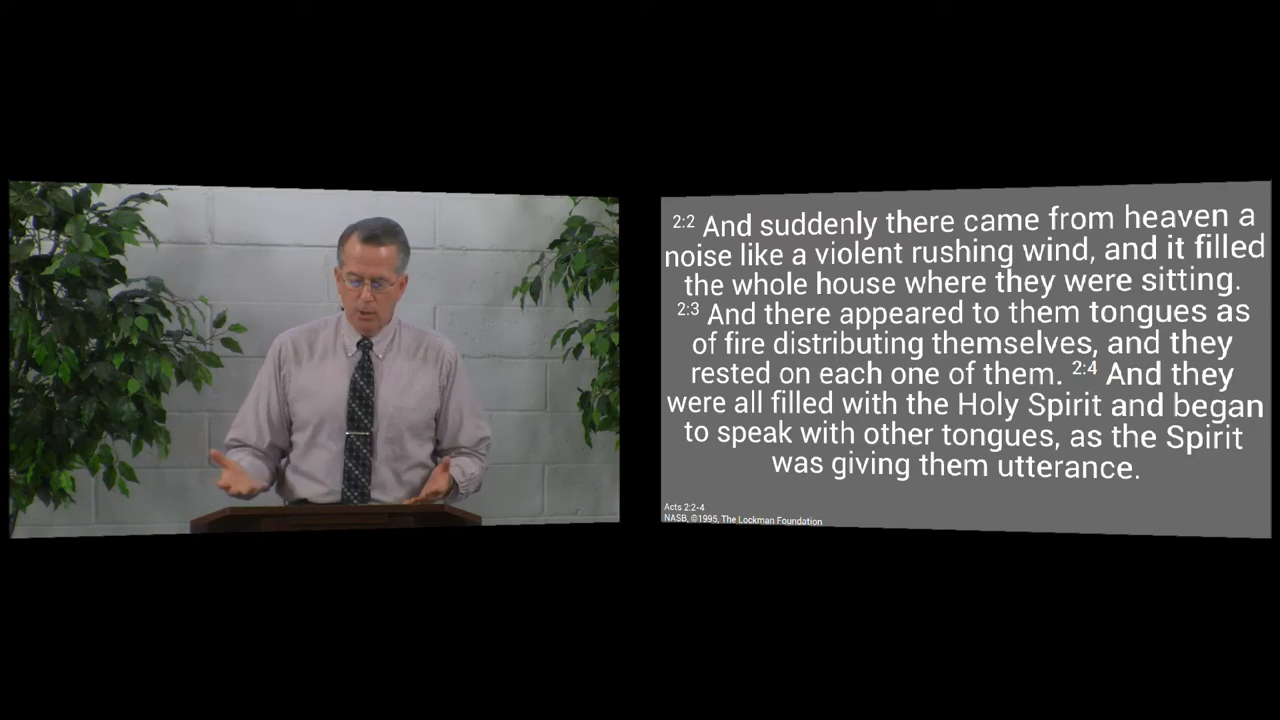 2:2 And suddenly there came from heaven a
noise like a violent rushing wind, and it filled
the whole house where they were sitting.
2:3 And there appeared to them tongues as
of fire distributing themselves, and they
rested on each one of them. 2:4 And they
were all filled with the Holy Spirit and began
to speak with other tongues, as the Spirit
was giving them utterance.
Acts 2:2-4
NASB, ©1995, The Lockman Foundation